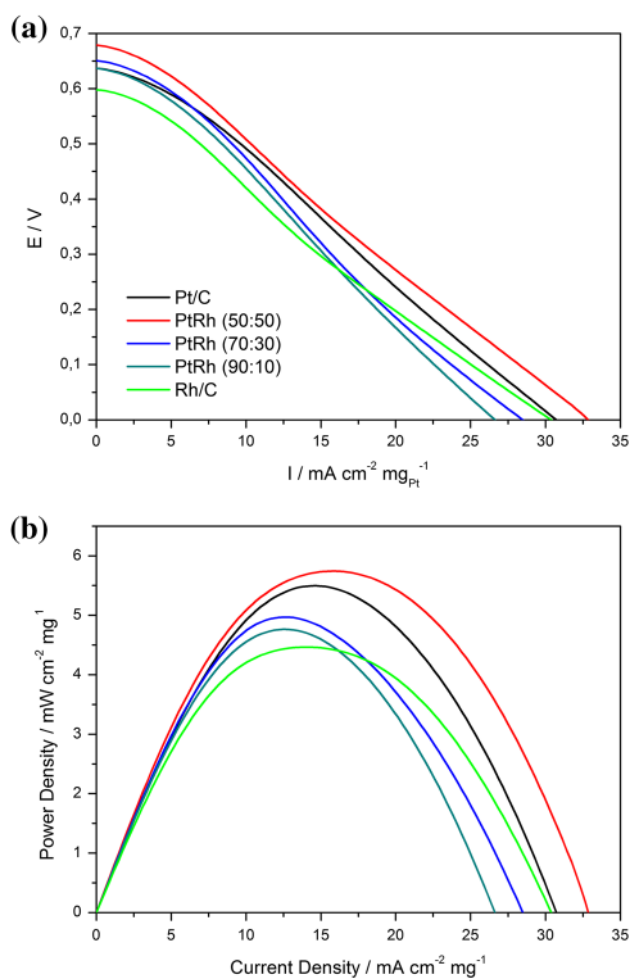 (a)
0,7
0,6
0,5
0,4
0,3
0,2
0,1
0,0
E / V
Pt/C
PtRh (50:50)
PtRh (70:30)
PtRh (90:10)
Rh/C
0 5 10 15 20 25 30 35
I / mA cm⁻² mg_Pt⁻¹
(b)
6
5
4
3
2
1
0
Power Density / mW cm⁻² mg¹
0 5 10 15 20 25 30 35
Current Density / mA cm⁻² mg⁻¹